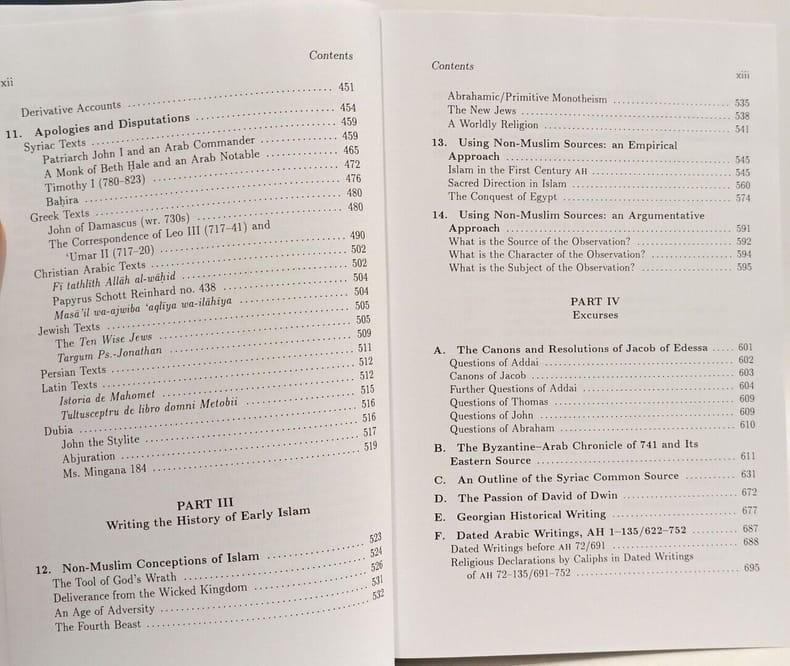 Contents
xii
Derivative Accounts .......... 451
11. Apologies and Disputations .......... 454
Syriac Texts .......... 459
Patriarch John I and an Arab Commander .......... 459
A Monk of Beth Ḥale and an Arab Notable .......... 465
Timothy I (780–823) .......... 472
Baḥira .......... 476
Greek Texts .......... 480
John of Damascus (wr. 730s) .......... 480
The Correspondence of Leo III (717–41) and
‘Umar II (717–20) .......... 490
Christian Arabic Texts .......... 502
Fī tathlīth Allāh al-wāḥid .......... 502
Papyrus Schott Reinhard no. 438 .......... 504
Masā’il wa-ajwiba ‘aqlīya wa-ilāhīya .......... 504
Jewish Texts .......... 505
The Ten Wise Jews .......... 505
Targum Ps.-Jonathan .......... 509
Persian Texts .......... 511
Latin Texts .......... 512
Istoria de Mahomet .......... 512
Tultusceptru de libro domni Metobii .......... 515
Dubia .......... 516
John the Stylite .......... 516
Abjuration .......... 517
Ms. Mingana 184 .......... 519
PART III
Writing the History of Early Islam
12. Non-Muslim Conceptions of Islam .......... 523
The Tool of God's Wrath .......... 524
Deliverance from the Wicked Kingdom .......... 526
An Age of Adversity .......... 531
The Fourth Beast .......... 532
Contents
xiii
Abrahamic/Primitive Monotheism .......... 535
The New Jews .......... 538
A Worldly Religion .......... 541
13. Using Non-Muslim Sources: an Empirical
Approach .......... 545
Islam in the First Century AH .......... 545
Sacred Direction in Islam .......... 560
The Conquest of Egypt .......... 574
14. Using Non-Muslim Sources: an Argumentative
Approach .......... 591
What is the Source of the Observation? .......... 592
What is the Character of the Observation? .......... 594
What is the Subject of the Observation? .......... 595
PART IV
Excurses
A. The Canons and Resolutions of Jacob of Edessa ..... 601
Questions of Addai .......... 602
Canons of Jacob .......... 603
Further Questions of Addai .......... 604
Questions of Thomas .......... 609
Questions of John .......... 609
Questions of Abraham .......... 610
B. The Byzantine–Arab Chronicle of 741 and Its
Eastern Source .......... 611
C. An Outline of the Syriac Common Source .......... 631
D. The Passion of David of Dwin .......... 672
E. Georgian Historical Writing .......... 677
F. Dated Arabic Writings, AH 1–135/622–752 .......... 687
Dated Writings before AH 72/691 .......... 688
Religious Declarations by Caliphs in Dated Writings
of AH 72–135/691–752 .......... 695